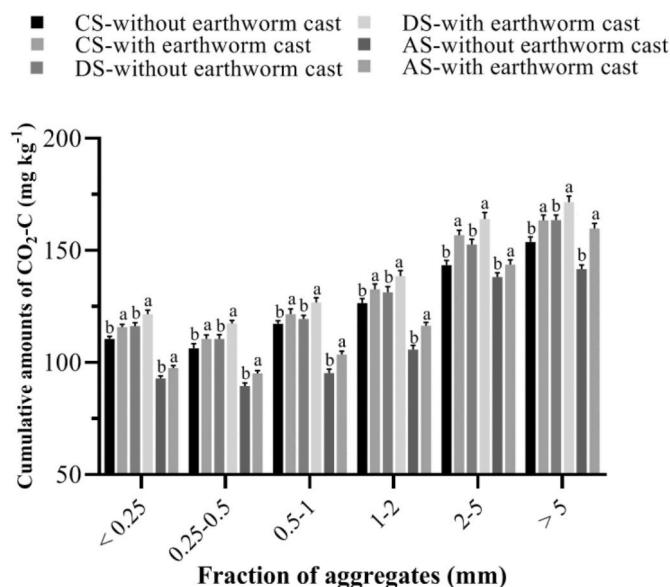 CS-without earthworm cast
CS-with earthworm cast
DS-without earthworm cast
DS-with earthworm cast
AS-without earthworm cast
AS-with earthworm cast
Cumulative amounts of CO₂-C (mg kg⁻¹)
200
150
100
50
b a b a b a
b a b a b a
b a b a b a
b a b a b a
b a b a b a
b a b a b a
< 0.25
0.25-0.5
0.5-1
1-2
2-5
> 5
Fraction of aggregates (mm)